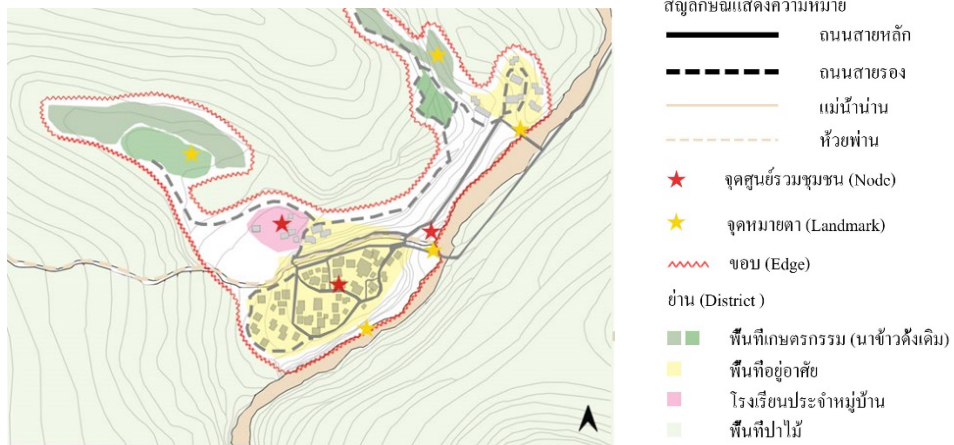 สัญลักษณ์แสดงความหมาย
ถนนสายหลัก
ถนนสายรอง
แม่น้ำน่าน
ห้วยพ่าน
จุดศูนย์รวมชุมชน (Node)
จุดหมายตา (Landmark)
ขอบ (Edge)
ย่าน (District )
พื้นที่เกษตรกรรม (นาข้าวดั้งเดิม)
พื้นที่อยู่อาศัย
โรงเรียนประจำหมู่บ้าน
พื้นที่ป่าไม้